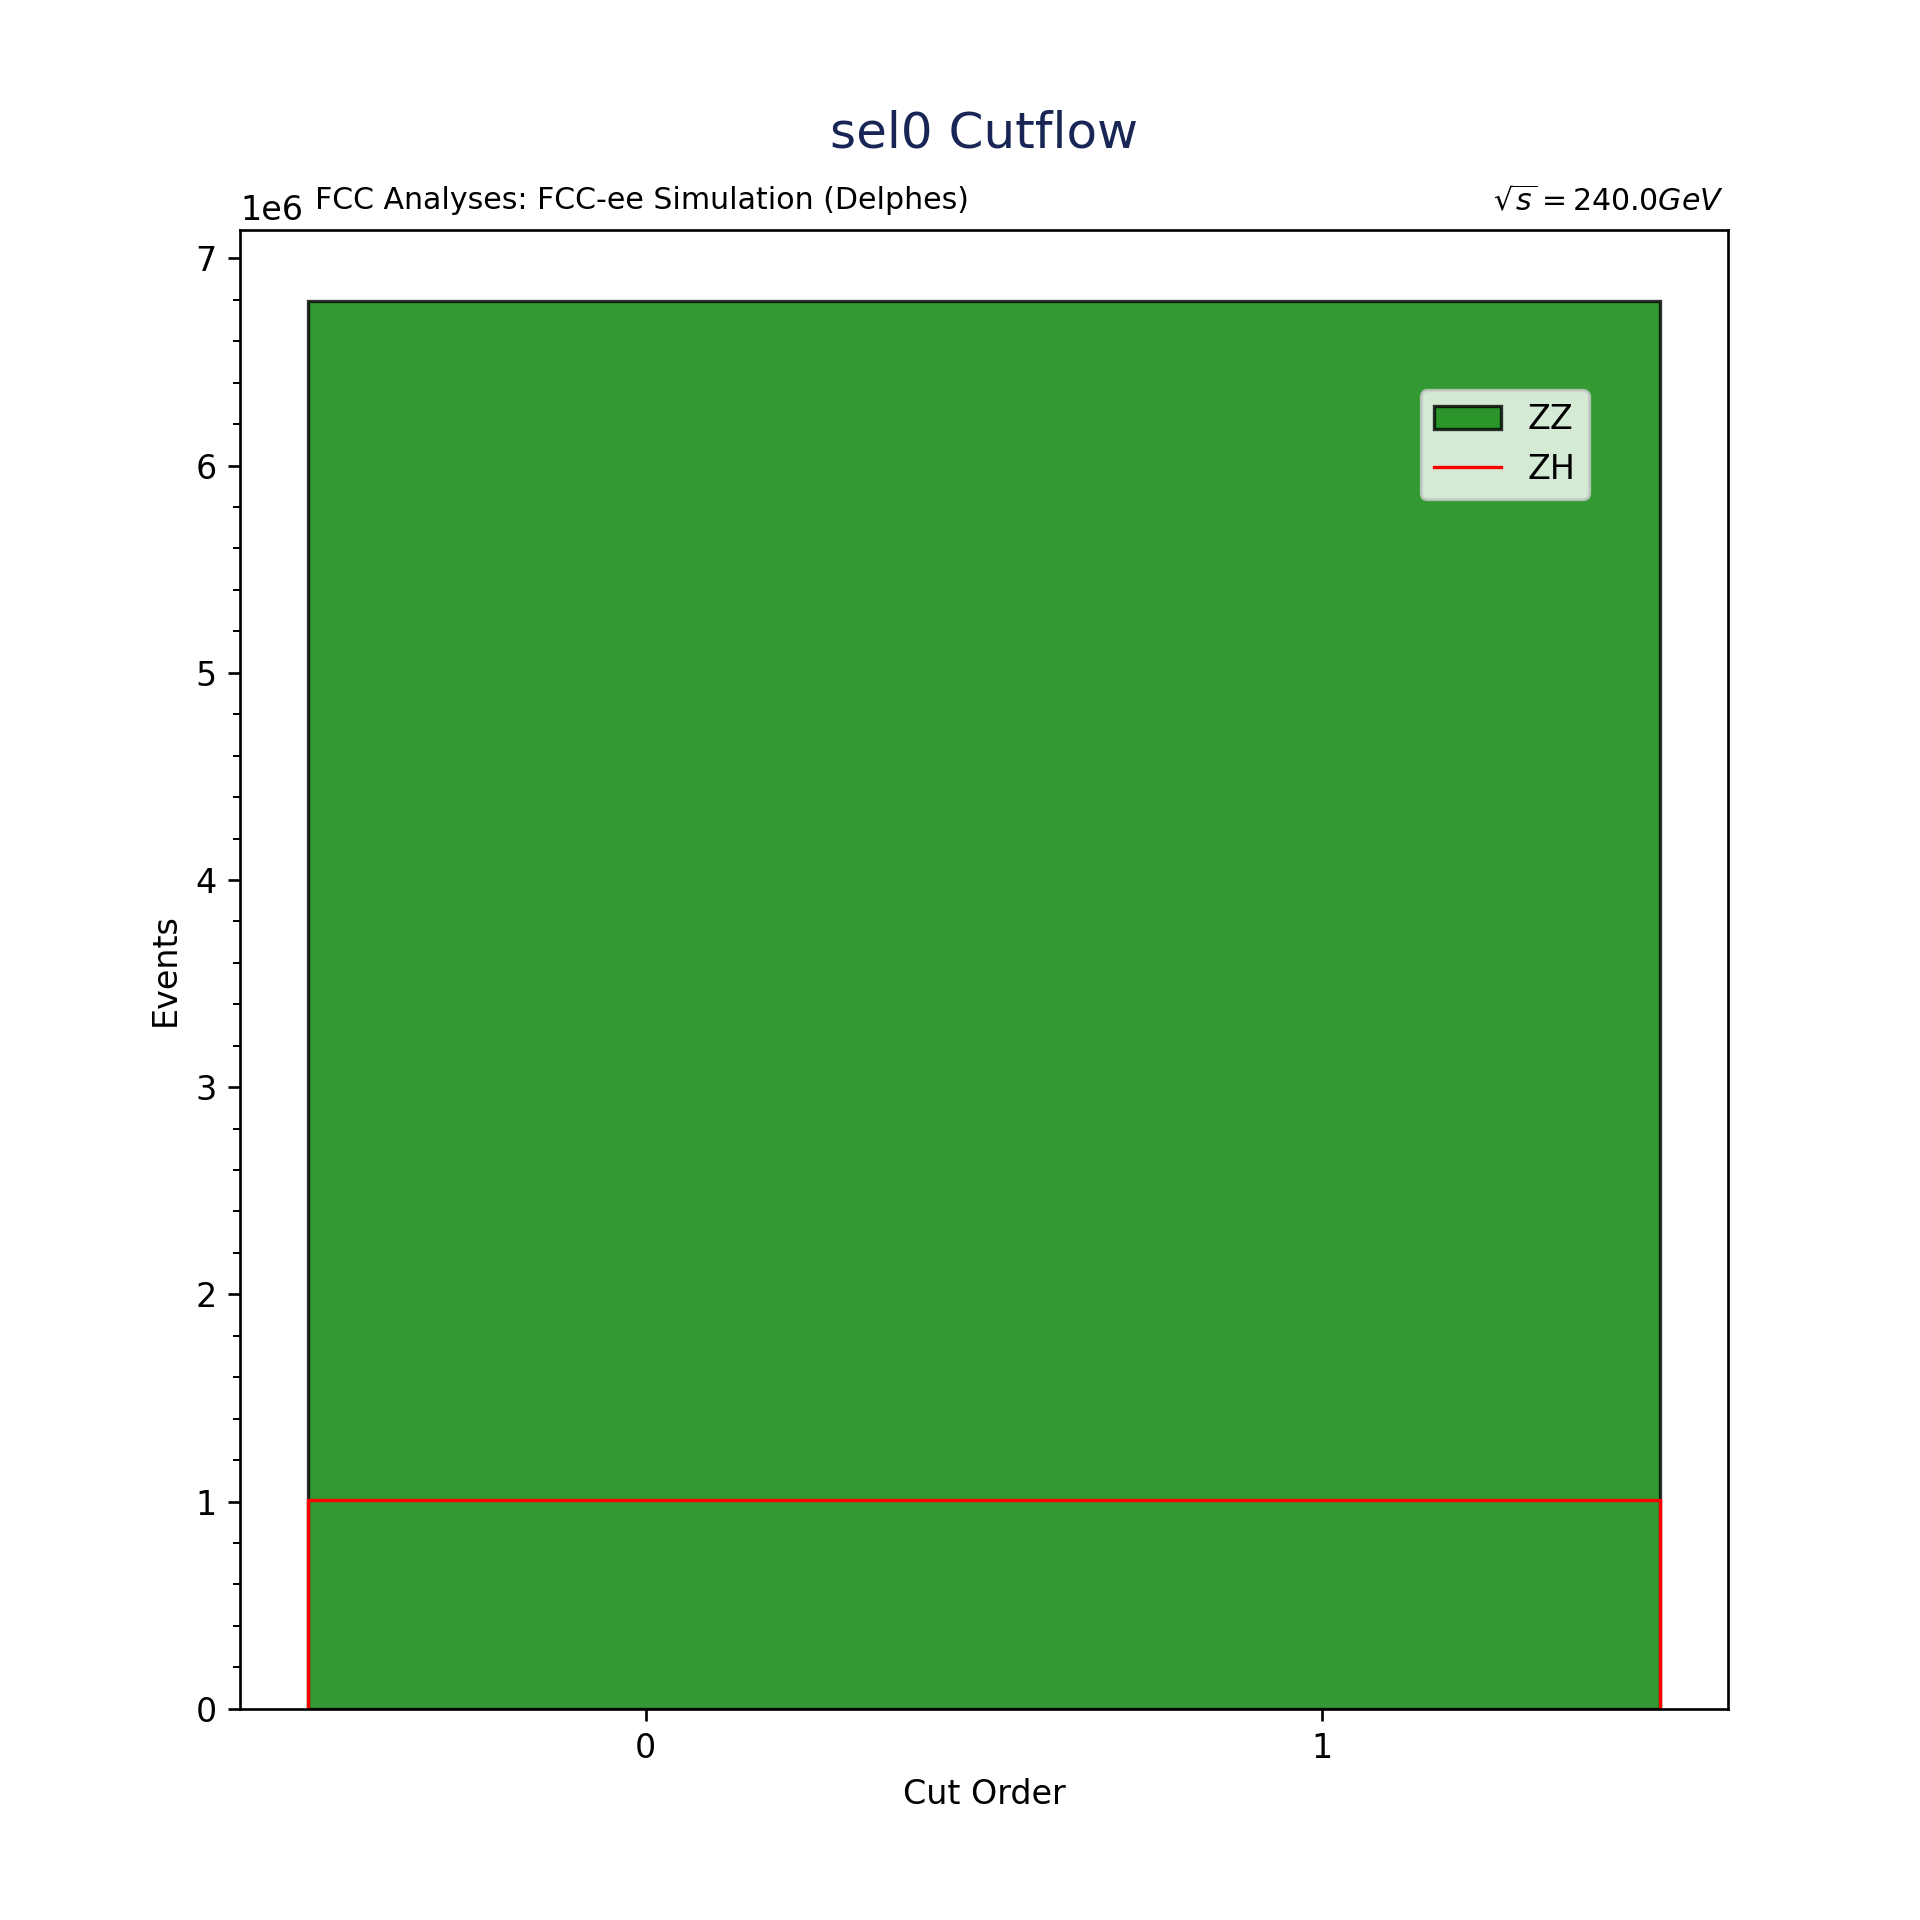 sel0 Cutflow
1e6 FCC Analyses: FCC-ee Simulation (Delphes) √s = 240.0GeV
7
6
5
4
3
2
1
0
Events
ZZ
ZH
0 1
Cut Order